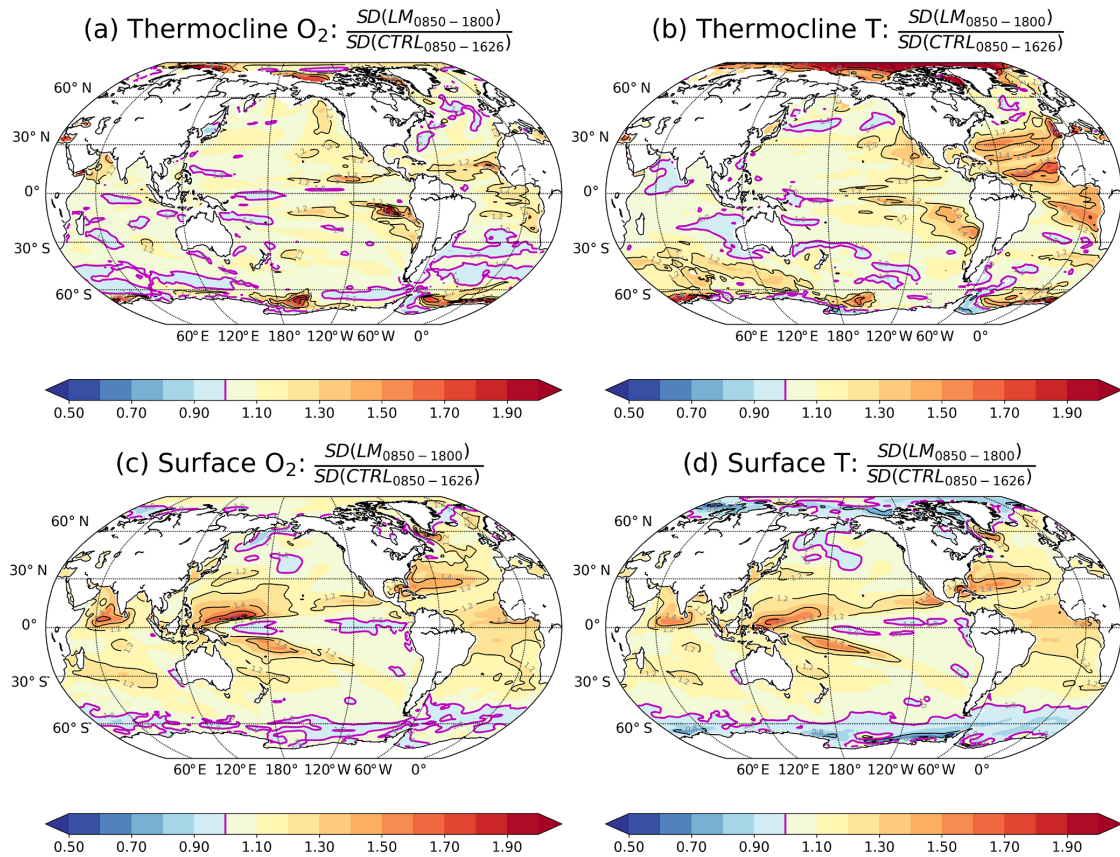 (a) Thermocline O₂: SD(LM₀₈₅₀₋₁₈₀₀)
SD(CTRL₀₈₅₀₋₁₆₂₆)
60° N
30° N
0°
30° S
60° S
60° E 120° E 180° 120° W 60° W 0°
0.50 0.70 0.90 1.10 1.30 1.50 1.70 1.90
(b) Thermocline T: SD(LM₀₈₅₀₋₁₈₀₀)
SD(CTRL₀₈₅₀₋₁₆₂₆)
60° N
30° N
0°
30° S
60° S
60° E 120° E 180° 120° W 60° W 0°
0.50 0.70 0.90 1.10 1.30 1.50 1.70 1.90
(c) Surface O₂: SD(LM₀₈₅₀₋₁₈₀₀)
SD(CTRL₀₈₅₀₋₁₆₂₆)
60° N
30° N
0°
30° S
60° S
60° E 120° E 180° 120° W 60° W 0°
0.50 0.70 0.90 1.10 1.30 1.50 1.70 1.90
(d) Surface T: SD(LM₀₈₅₀₋₁₈₀₀)
SD(CTRL₀₈₅₀₋₁₆₂₆)
60° N
30° N
0°
30° S
60° S
60° E 120° E 180° 120° W 60° W 0°
0.50 0.70 0.90 1.10 1.30 1.50 1.70 1.90